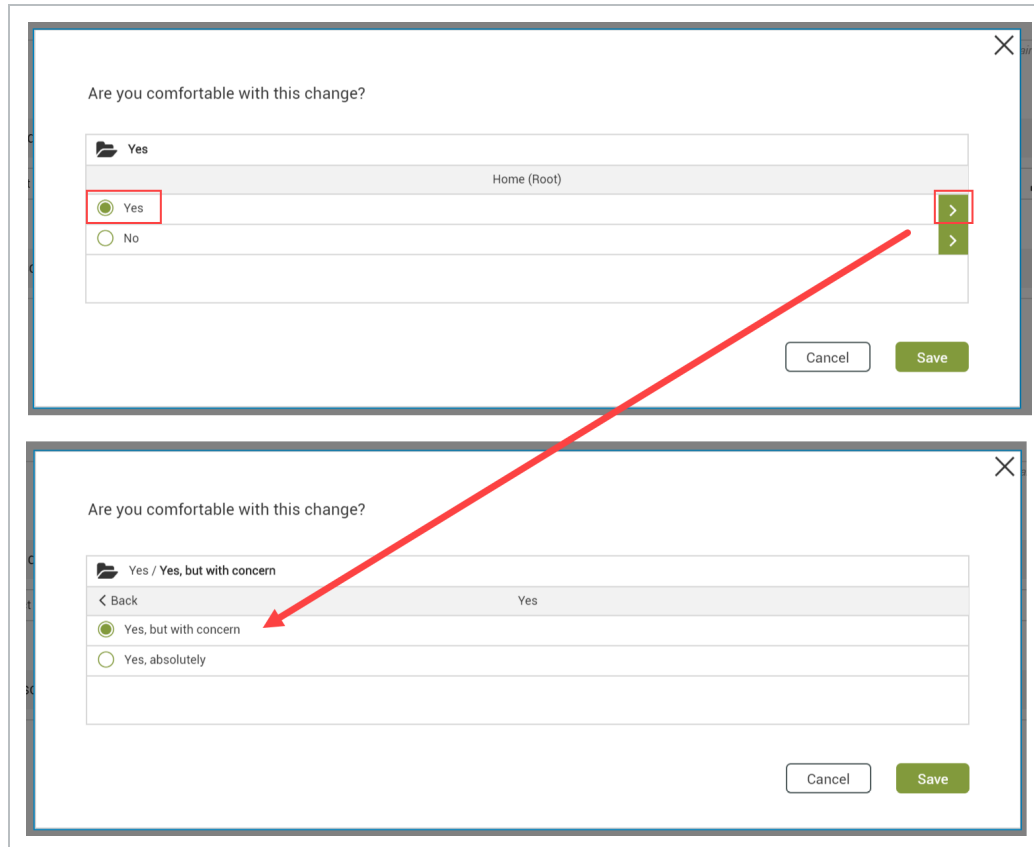 Are you comfortable with this change?
Yes
Home (Root)
Yes
No
Cancel Save
Are you comfortable with this change?
Yes / Yes, but with concern
Back Yes
Yes, but with concern
Yes, absolutely
Cancel Save